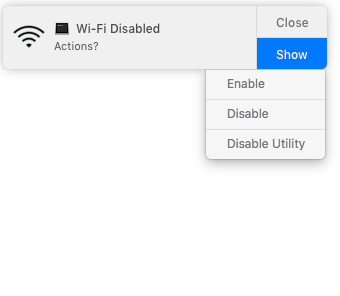 Wi-Fi Disabled
Actions?
Close
Show
Enable
Disable
Disable Utility